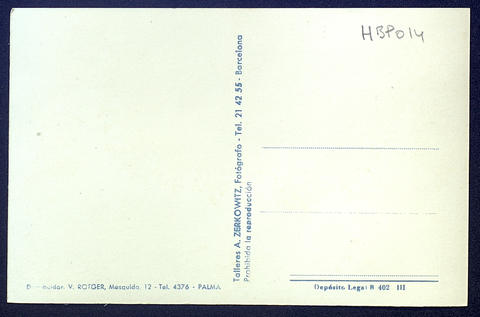 HBP014
Talleres A. ZERKOWITZ, Fotógrafo - Tel. 21 42 55 - Barcelona
Prohibida la reproducción
V. ROTGER, Mesquida, 12 - Tel. 4376 - PALMA
Depósito Legal B 402 III